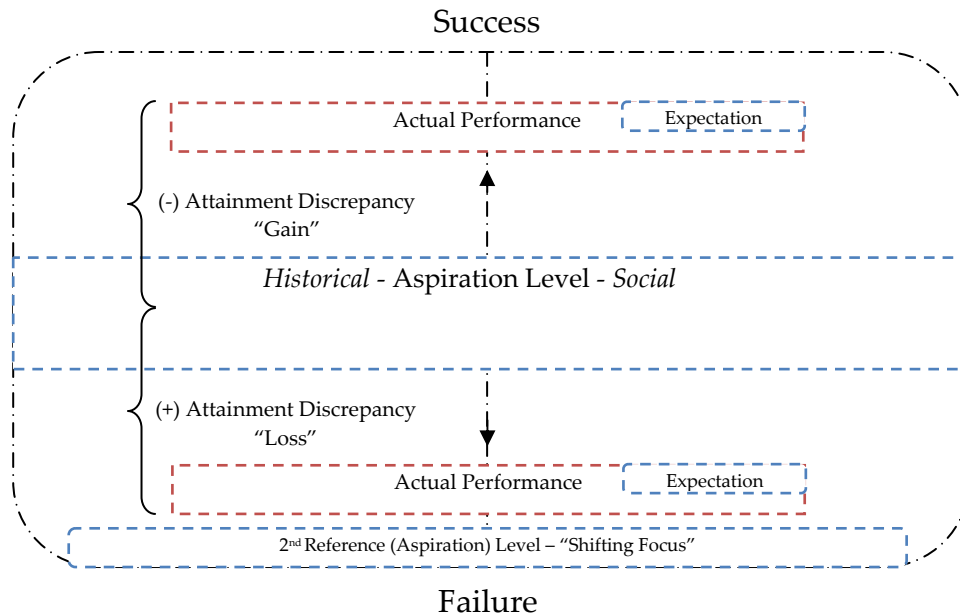 Success
Actual Performance
Expectation
(-) Attainment Discrepancy
“Gain”
Historical - Aspiration Level - Social
(+) Attainment Discrepancy
“Loss”
Actual Performance
Expectation
2nd Reference (Aspiration) Level – “Shifting Focus”
Failure